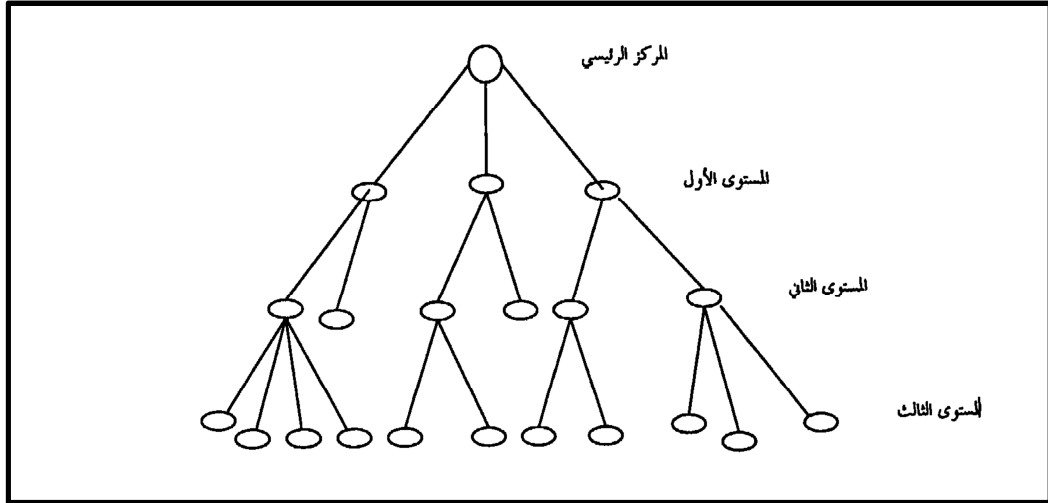 المركز الرئيسي
المستوى الأول
المستوى الثاني
المستوى الثالث